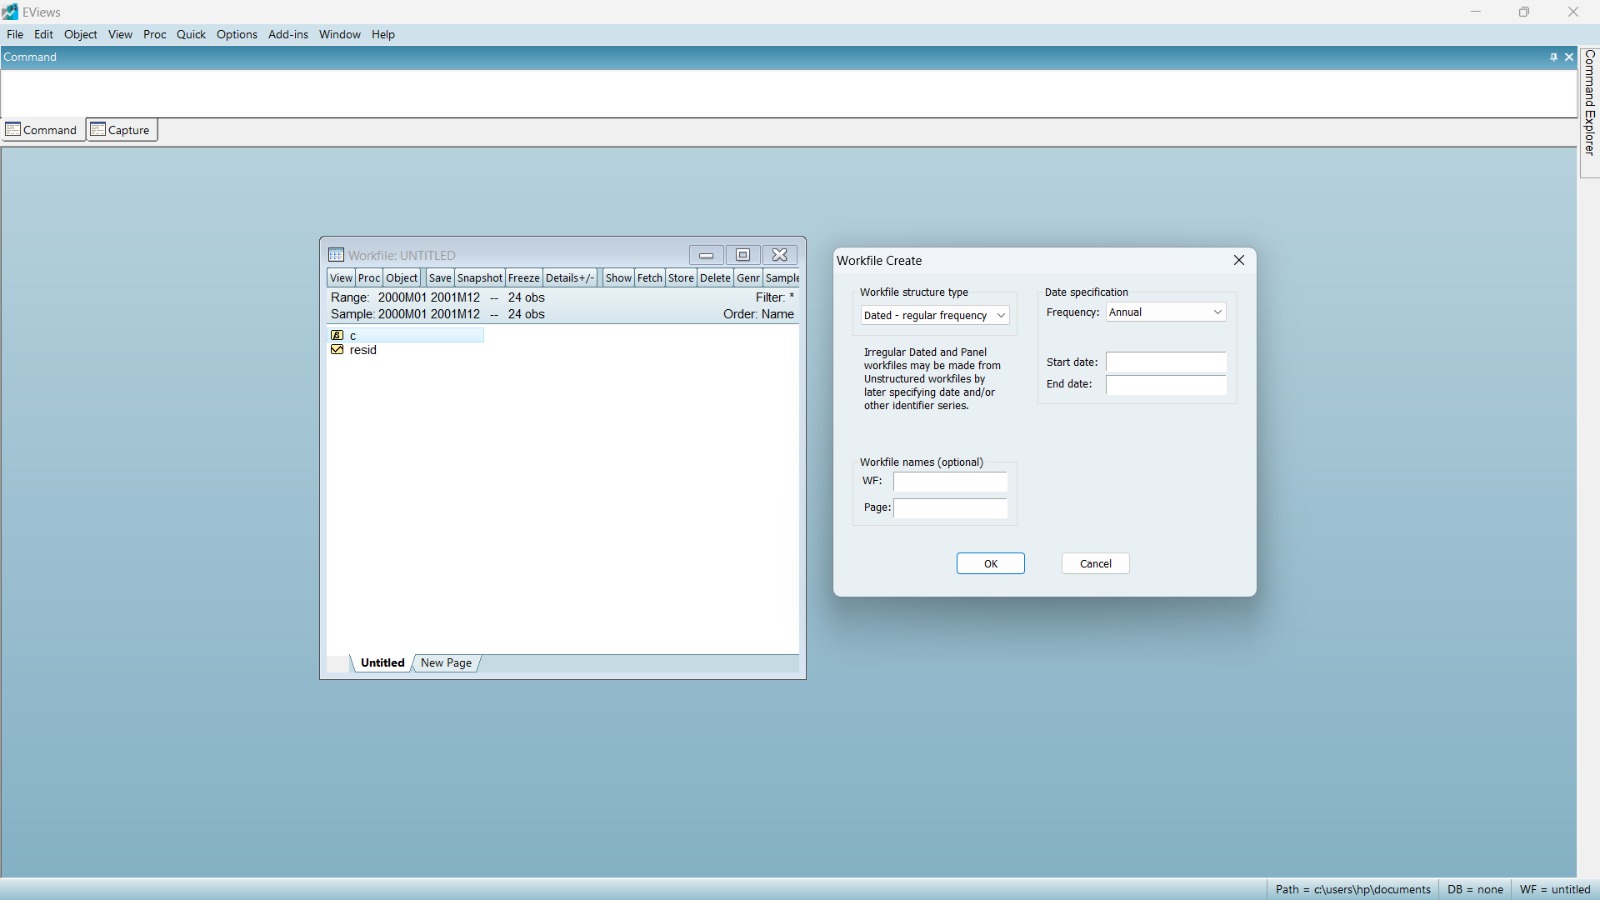 EViews
File Edit Object View Proc Quick Options Add-ins Window Help
Command
Command Explorer
Command Capture
Workfile: UNTITLED
View Proc Object Save Snapshot Freeze Details+/- Show Fetch Store Delete Genr Sample
Range: 2000M01 2001M12 -- 24 obs Filter: *
Sample: 2000M01 2001M12 -- 24 obs Order: Name
β c
resid
Untitled New Page
Workfile Create
Workfile structure type
Dated - regular frequency
Irregular Dated and Panel
workfiles may be made from
Unstructured workfiles by
later specifying date and/or
other identifier series.
Date specification
Frequency: Annual
Start date:
End date:
Workfile names (optional)
WF:
Page:
OK Cancel
Path = c:\users\hp\documents DB = none WF = untitled